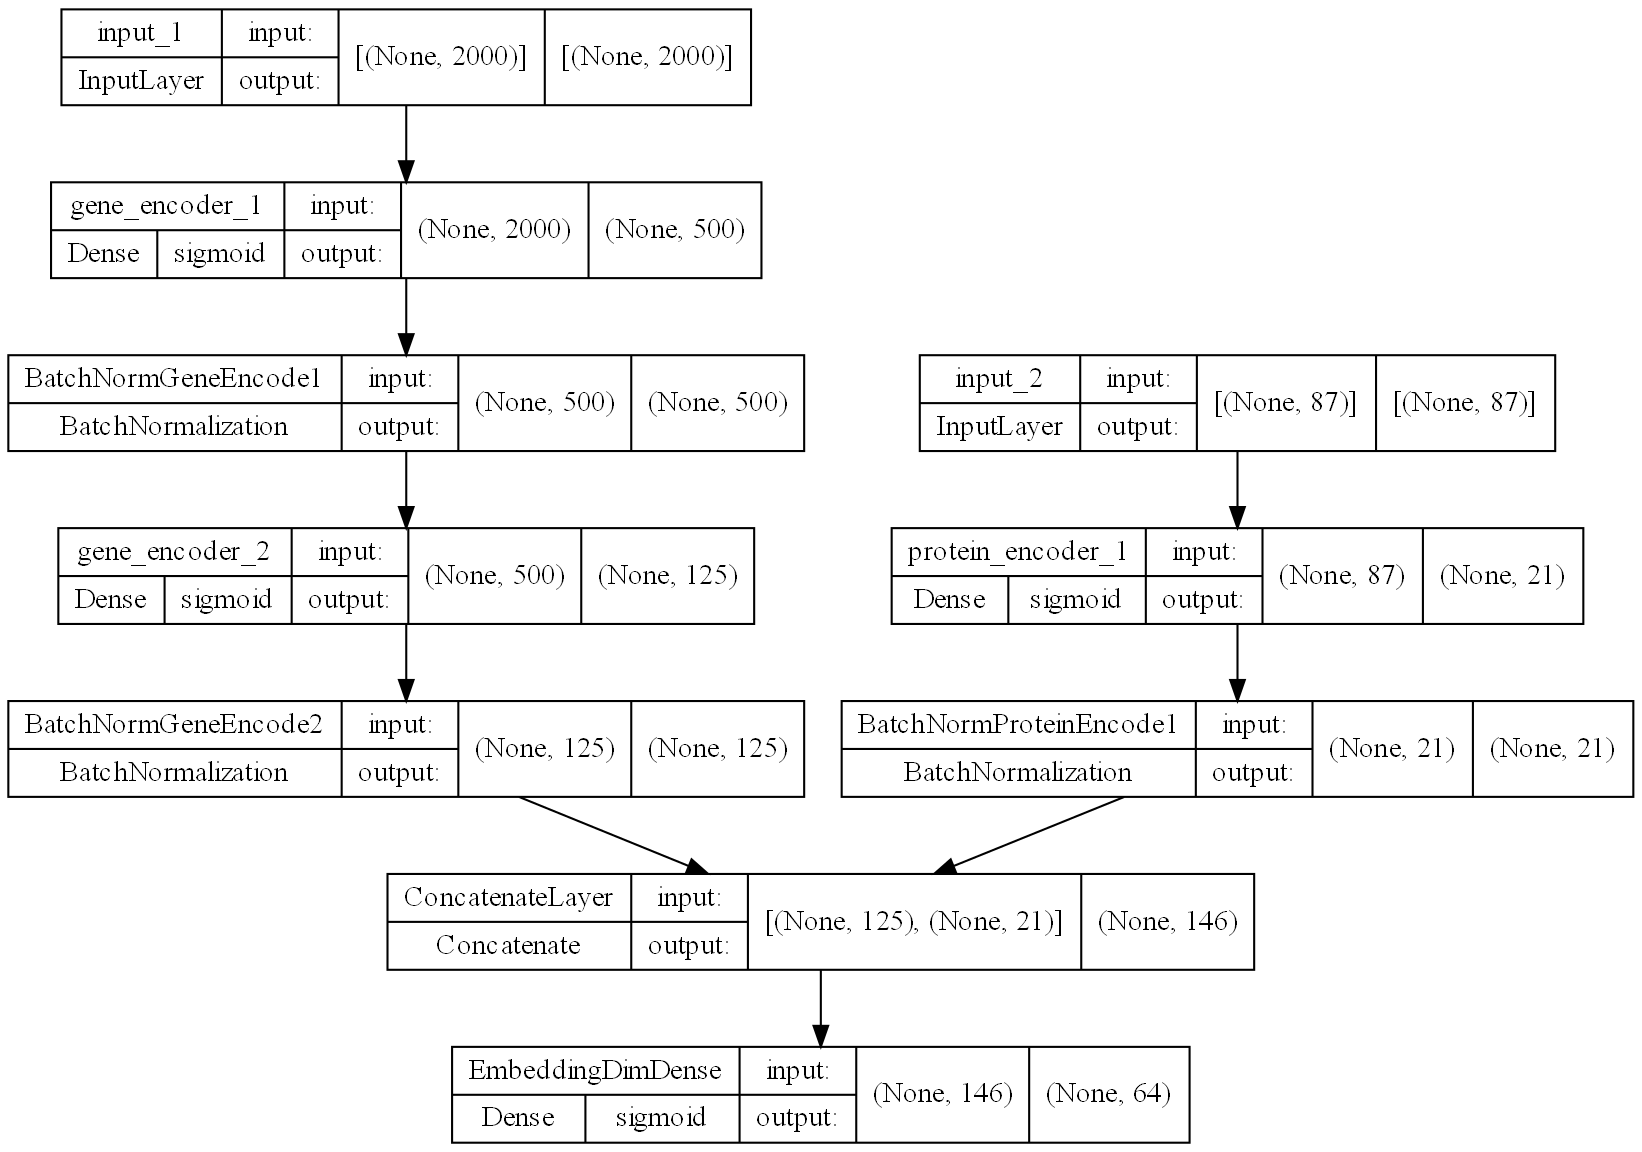 input_1 input: [(None, 2000)] [(None, 2000)]
InputLayer output:
gene_encoder_1 input: (None, 2000) (None, 500)
Dense sigmoid output:
BatchNormGeneEncode1 input: (None, 500) (None, 500)
BatchNormalization output:
input_2 input: [(None, 87)] [(None, 87)]
InputLayer output:
gene_encoder_2 input: (None, 500) (None, 125)
Dense sigmoid output:
protein_encoder_1 input: (None, 87) (None, 21)
Dense sigmoid output:
BatchNormGeneEncode2 input: (None, 125) (None, 125)
BatchNormalization output:
BatchNormProteinEncode1 input: (None, 21) (None, 21)
BatchNormalization output:
ConcatenateLayer input: [(None, 125), (None, 21)] (None, 146)
Concatenate output:
EmbeddingDimDense input: (None, 146) (None, 64)
Dense sigmoid output: